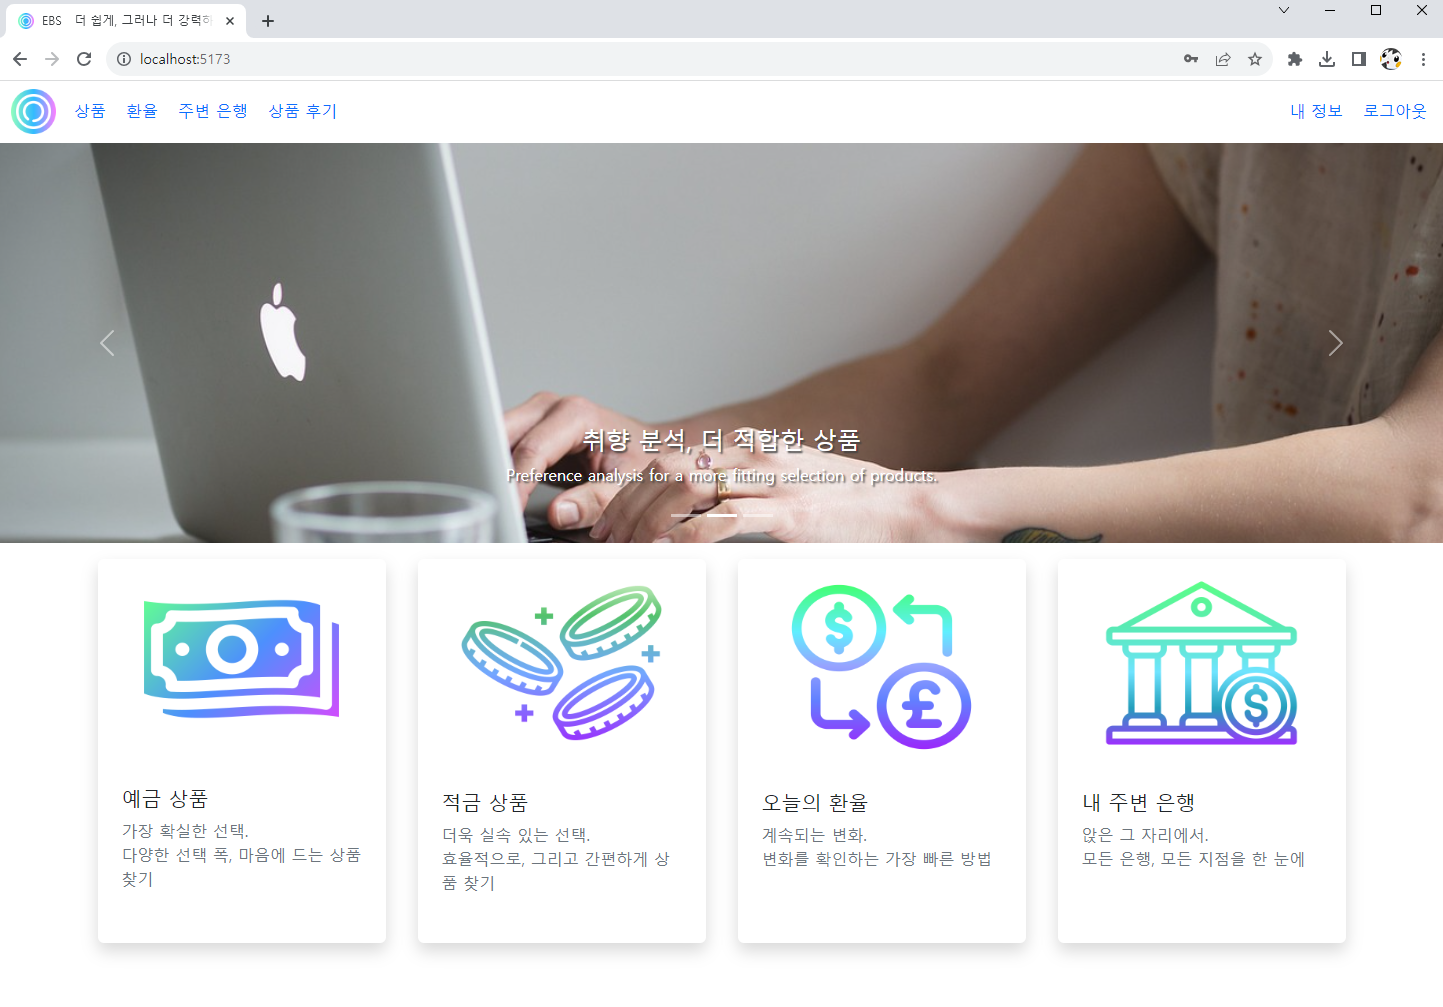 EBS 더 쉽게, 그러나 더 강력하
localhost:5173
상품 환율 주변 은행 상품 후기 내 정보 로그아웃
취향 분석, 더 적합한 상품
Preference analysis for a more fitting selection of products.
예금 상품
가장 확실한 선택.
다양한 선택 폭, 마음에 드는 상품
찾기
적금 상품
더욱 실속 있는 선택.
효율적으로, 그리고 간편하게 상
품 찾기
오늘의 환율
계속되는 변화.
변화를 확인하는 가장 빠른 방법
내 주변 은행
앉은 그 자리에서.
모든 은행, 모든 지점을 한 눈에